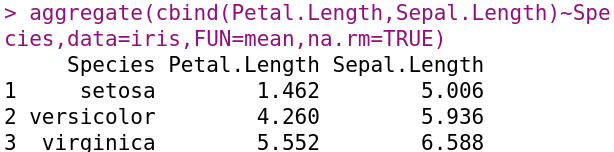 > aggregate(cbind(Petal.Length,Sepal.Length)~Spe
cies,data=iris,FUN=mean,na.rm=TRUE)
     Species Petal.Length Sepal.Length
1     setosa        1.462        5.006
2 versicolor        4.260        5.936
3  virginica        5.552        6.588